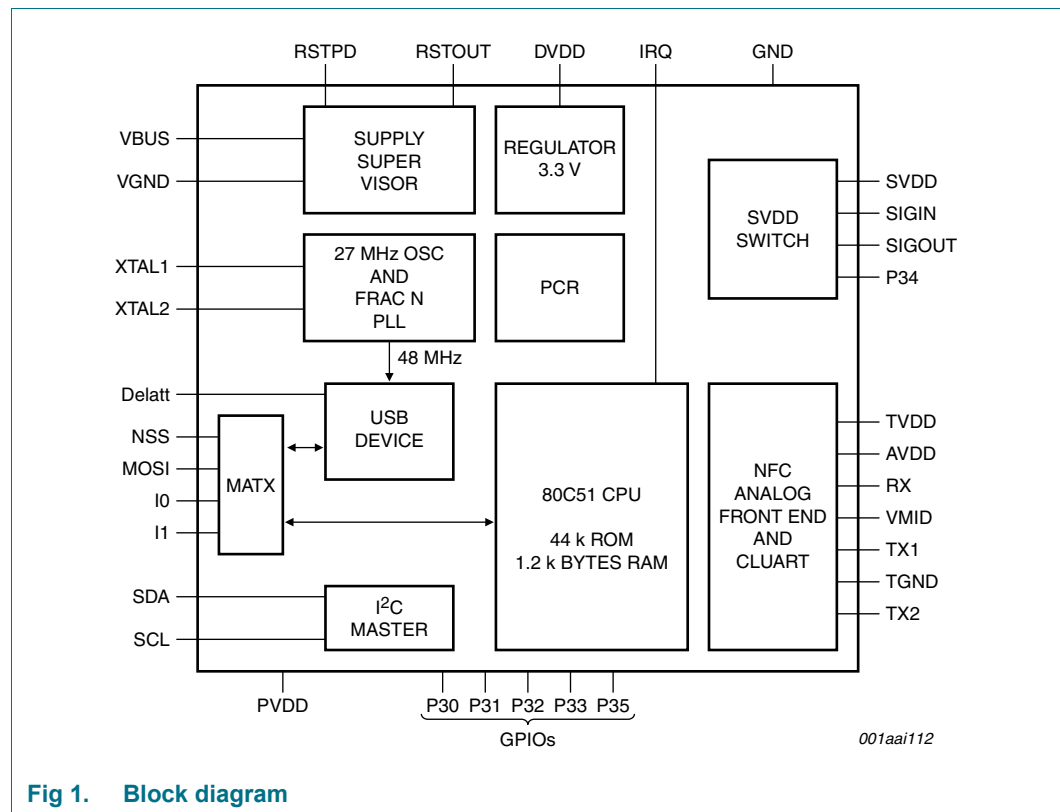 RSTPD RSTOUT DVDD IRQ GND
VBUS
VGND
SUPPLY
SUPER
VISOR
REGULATOR
3.3 V
SVDD
SWITCH
SVDD
SIGIN
SIGOUT
P34
XTAL1
XTAL2
27 MHz OSC
AND
FRAC N
PLL
PCR
48 MHz
Delatt
NSS
MOSI
I0
I1
MATX
USB
DEVICE
80C51 CPU
44 k ROM
1.2 k BYTES RAM
NFC
ANALOG
FRONT END
AND
CLUART
TVDD
AVDD
RX
VMID
TX1
TGND
TX2
SDA
SCL
I²C
MASTER
PVDD
P30 P31 P32 P33 P35
GPIOs
001aai112
Fig 1. Block diagram